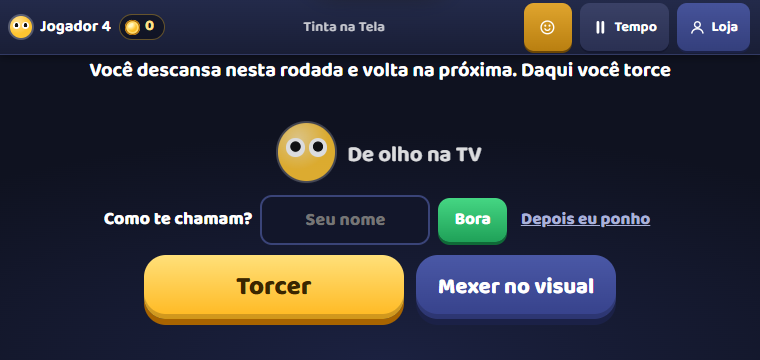 Jogador 4 0 Tinta na Tela Tempo Loja
Você descansa nesta rodada e volta na próxima. Daqui você torce
De olho na TV
Como te chamam? Seu nome Bora Depois eu ponho
Torcer Mexer no visual